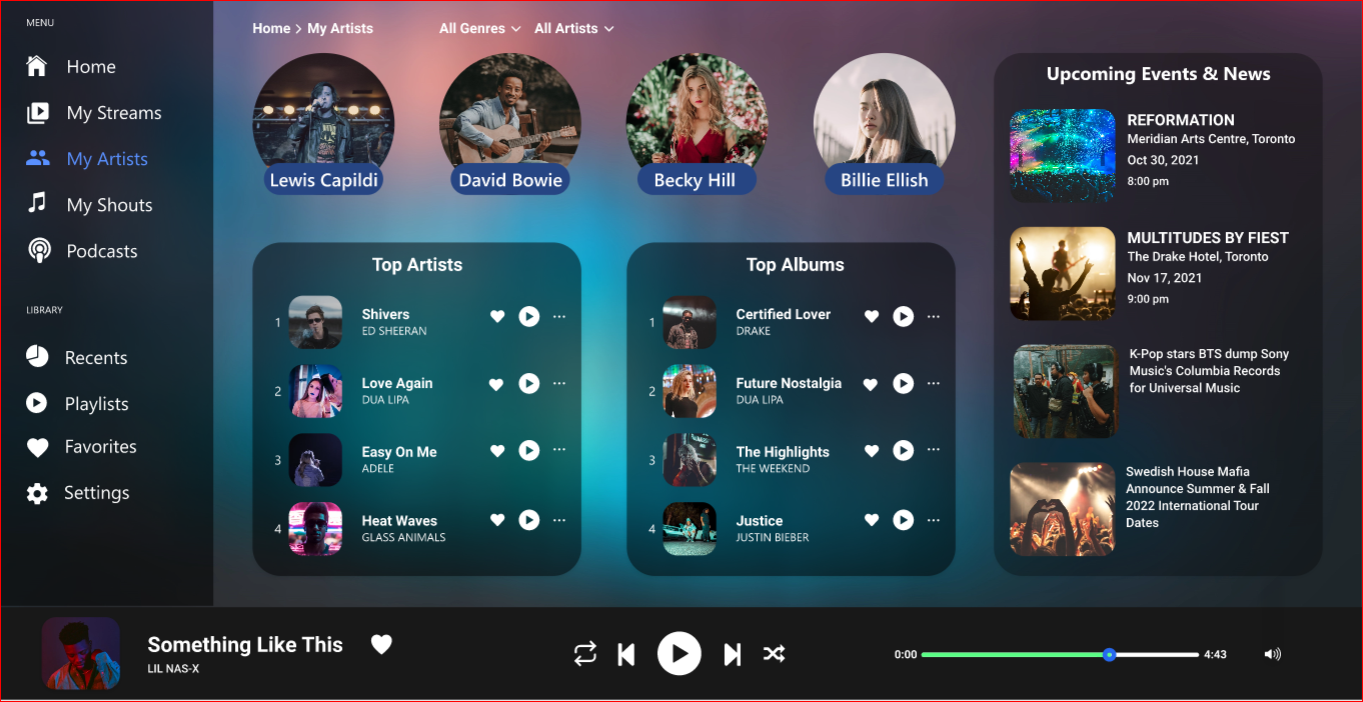 MENU
Home
My Streams
My Artists
My Shouts
Podcasts
LIBRARY
Recents
Playlists
Favorites
Settings
Home > My Artists
All Genres
All Artists
Lewis Capildi
David Bowie
Becky Hill
Billie Ellish
Top Artists
1
Shivers
ED SHEERAN
2
Love Again
DUA LIPA
3
Easy On Me
ADELE
4
Heat Waves
GLASS ANIMALS
Top Albums
1
Certified Lover
DRAKE
2
Future Nostalgia
DUA LIPA
3
The Highlights
THE WEEKEND
4
Justice
JUSTIN BIEBER
Upcoming Events & News
REFORMATION
Meridian Arts Centre, Toronto
Oct 30, 2021
8:00 pm
MULTITUDES BY FIEST
The Drake Hotel, Toronto
Nov 17, 2021
9:00 pm
K-Pop stars BTS dump Sony
Music's Columbia Records
for Universal Music
Swedish House Mafia
Announce Summer & Fall
2022 International Tour
Dates
Something Like This
LIL NAS-X
0:00
4:43